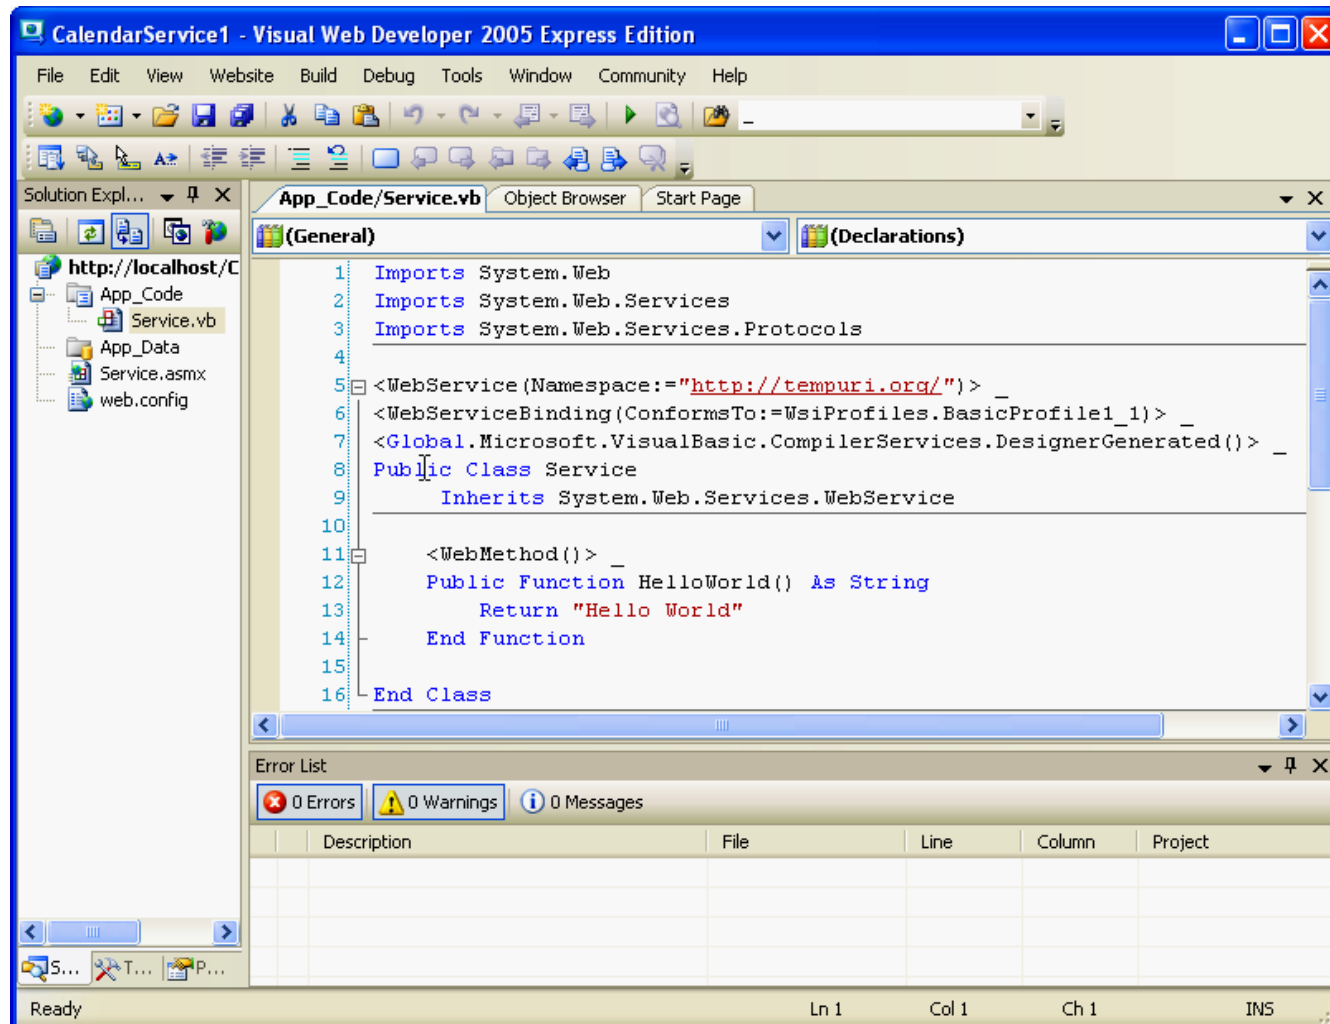 CalendarService1 - Visual Web Developer 2005 Express Edition
File Edit View Website Build Debug Tools Window Community Help
Solution Expl...
App_Code/Service.vb Object Browser Start Page
(General) (Declarations)
http://localhost/C
App_Code
Service.vb
App_Data
Service.asmx
web.config
1 Imports System.Web
2 Imports System.Web.Services
3 Imports System.Web.Services.Protocols
4
5 <WebService(Namespace:="http://tempuri.org/")> _
6 <WebServiceBinding(ConformsTo:=WsiProfiles.BasicProfile1_1)> _
7 <Global.Microsoft.VisualBasic.CompilerServices.DesignerGenerated()> _
8 Public Class Service
9 Inherits System.Web.Services.WebService
10
11 <WebMethod()> _
12 Public Function HelloWorld() As String
13 Return "Hello World"
14 End Function
15
16 End Class
Error List
0 Errors 0 Warnings 0 Messages
Description File Line Column Project
S... T... P...
Ready Ln 1 Col 1 Ch 1 INS